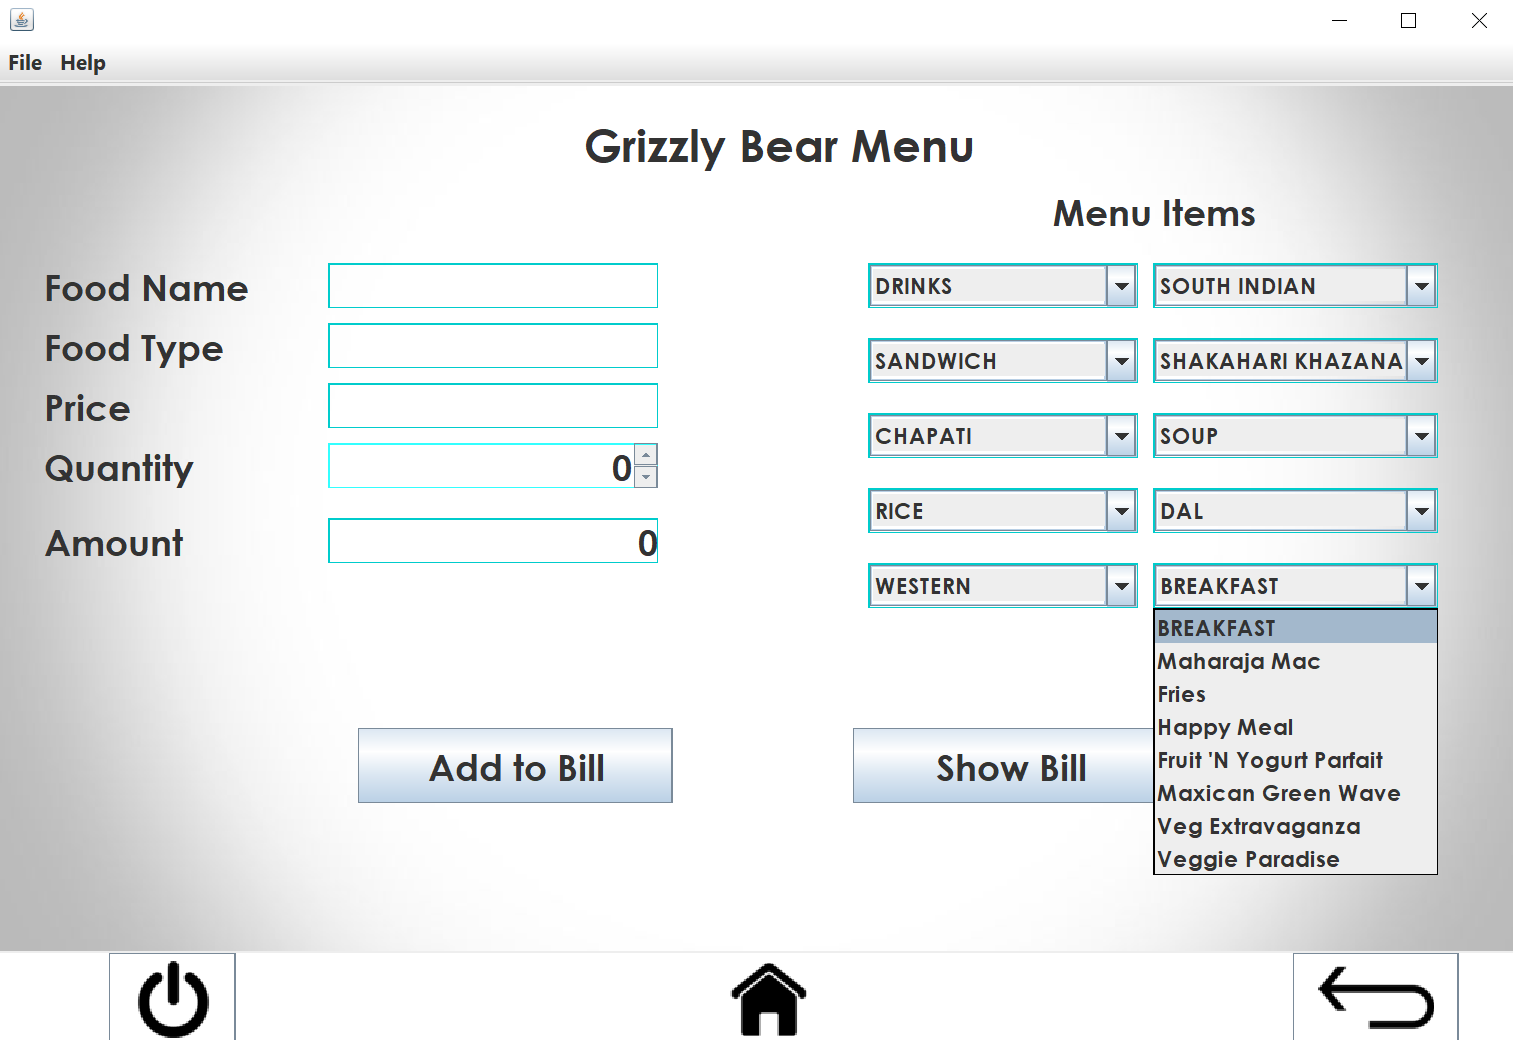 File Help
Grizzly Bear Menu
Menu Items
Food Name
Food Type
Price
Quantity 0
Amount 0
DRINKS SOUTH INDIAN
SANDWICH SHAKAHARI KHAZANA
CHAPATI SOUP
RICE DAL
WESTERN BREAKFAST
BREAKFAST
Maharaja Mac
Fries
Happy Meal
Fruit 'N Yogurt Parfait
Maxican Green Wave
Veg Extravaganza
Veggie Paradise
Add to Bill Show Bill